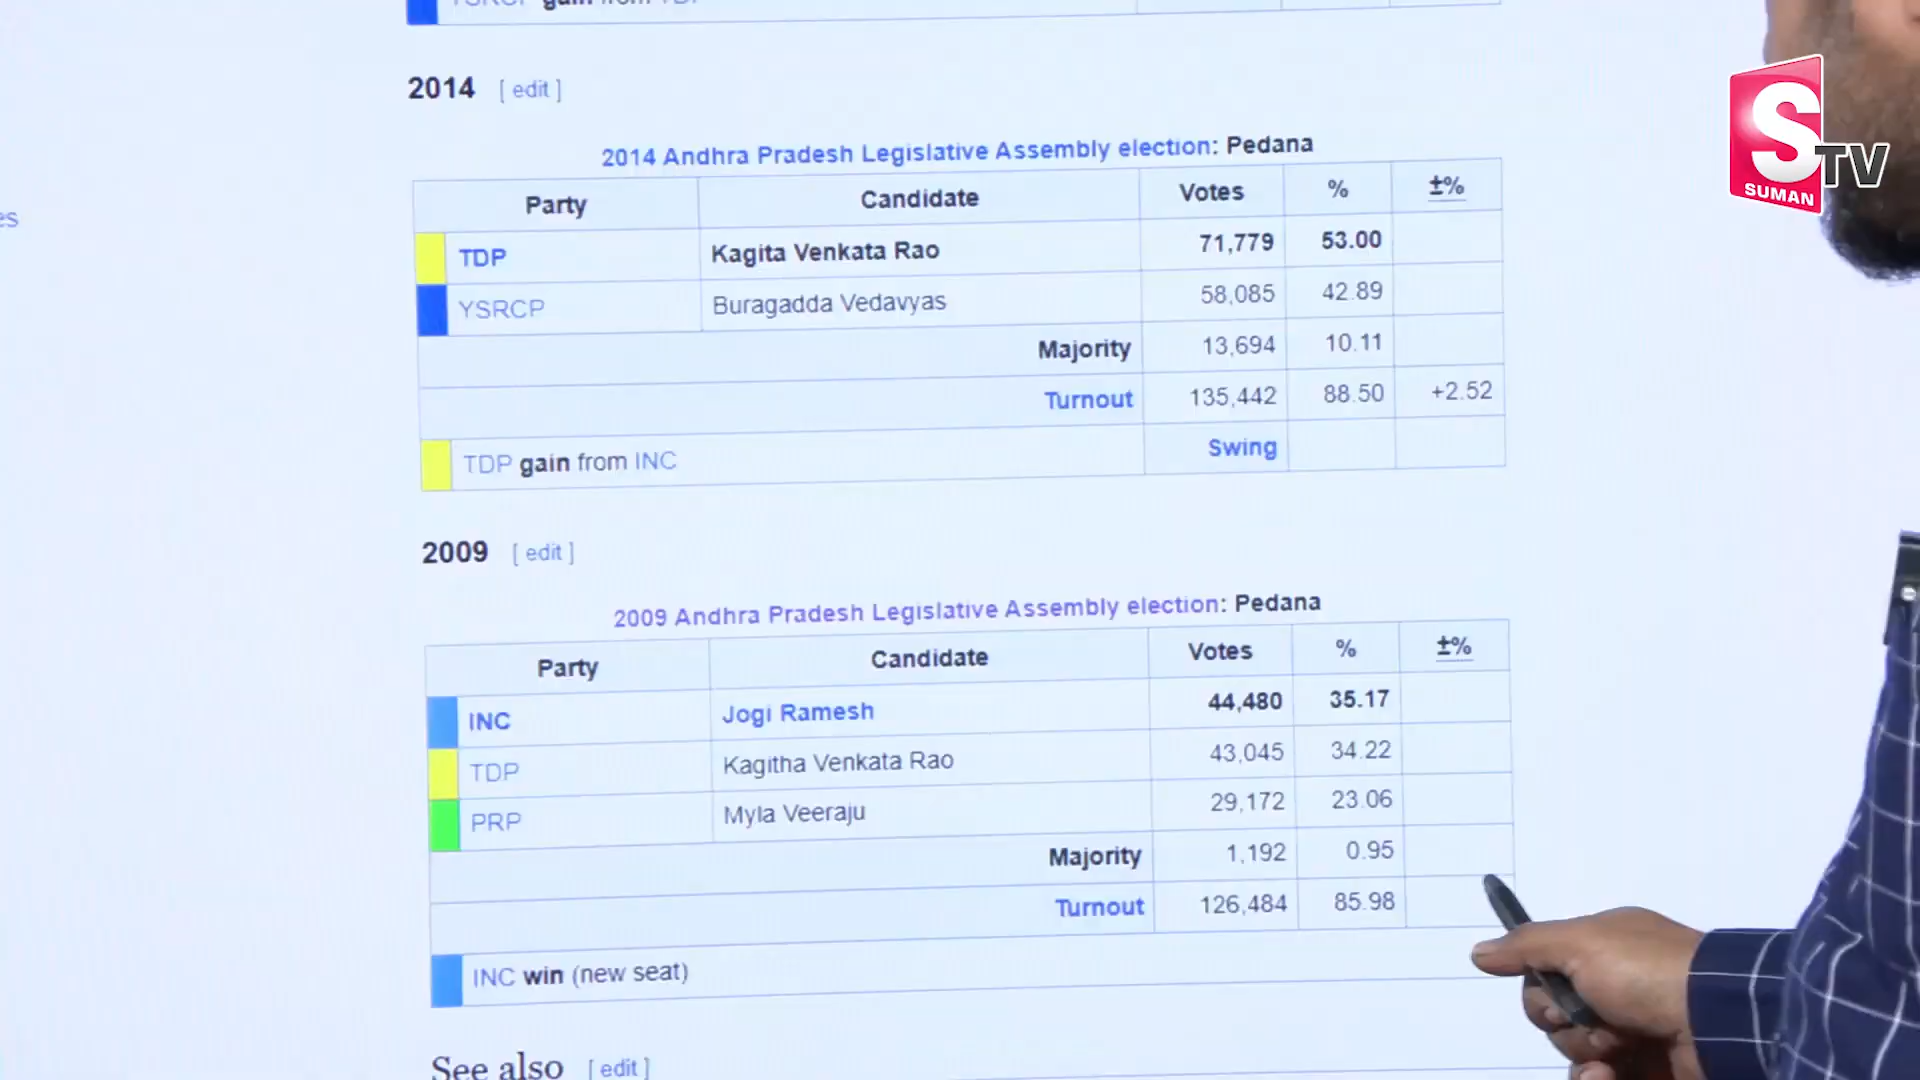 YSRCP gain from TDP
2014 [ edit ]
2014 Andhra Pradesh Legislative Assembly election: Pedana
Party Candidate Votes % ±%
TDP Kagita Venkata Rao 71,779 53.00
YSRCP Buragadda Vedavyas 58,085 42.89
Majority 13,694 10.11
Turnout 135,442 88.50 +2.52
TDP gain from INC Swing
2009 [ edit ]
2009 Andhra Pradesh Legislative Assembly election: Pedana
Party Candidate Votes % ±%
INC Jogi Ramesh 44,480 35.17
TDP Kagitha Venkata Rao 43,045 34.22
PRP Myla Veeraju 29,172 23.06
Majority 1,192 0.95
Turnout 126,484 85.98
INC win (new seat)
See also [ edit ]
S TV
SUMAN